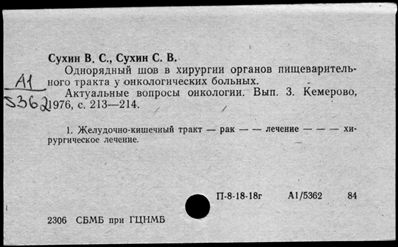 Сухин В. С., Сухин С. В.
Однорядный шов в хирургии органов пищеваритель-
ного тракта у онкологических больных.
Актуальные вопросы онкологии. Вып. 3. Кемерово,
1976, с. 213—214.
А1
5362
1. Желудочно-кишечный тракт — рак — — лечение — — — хи-
рургическое лечение.
П-8-18-18г А1/5362 84
2306 СБМБ при ГЦНМБ